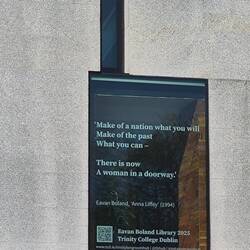 'Make of a nation what you will
Make of the past
What you can –
There is now
A woman in a doorway.'
Eavan Boland, 'Anna Liffey' (1994)
Eavan Boland Library 2025
Trinity College Dublin